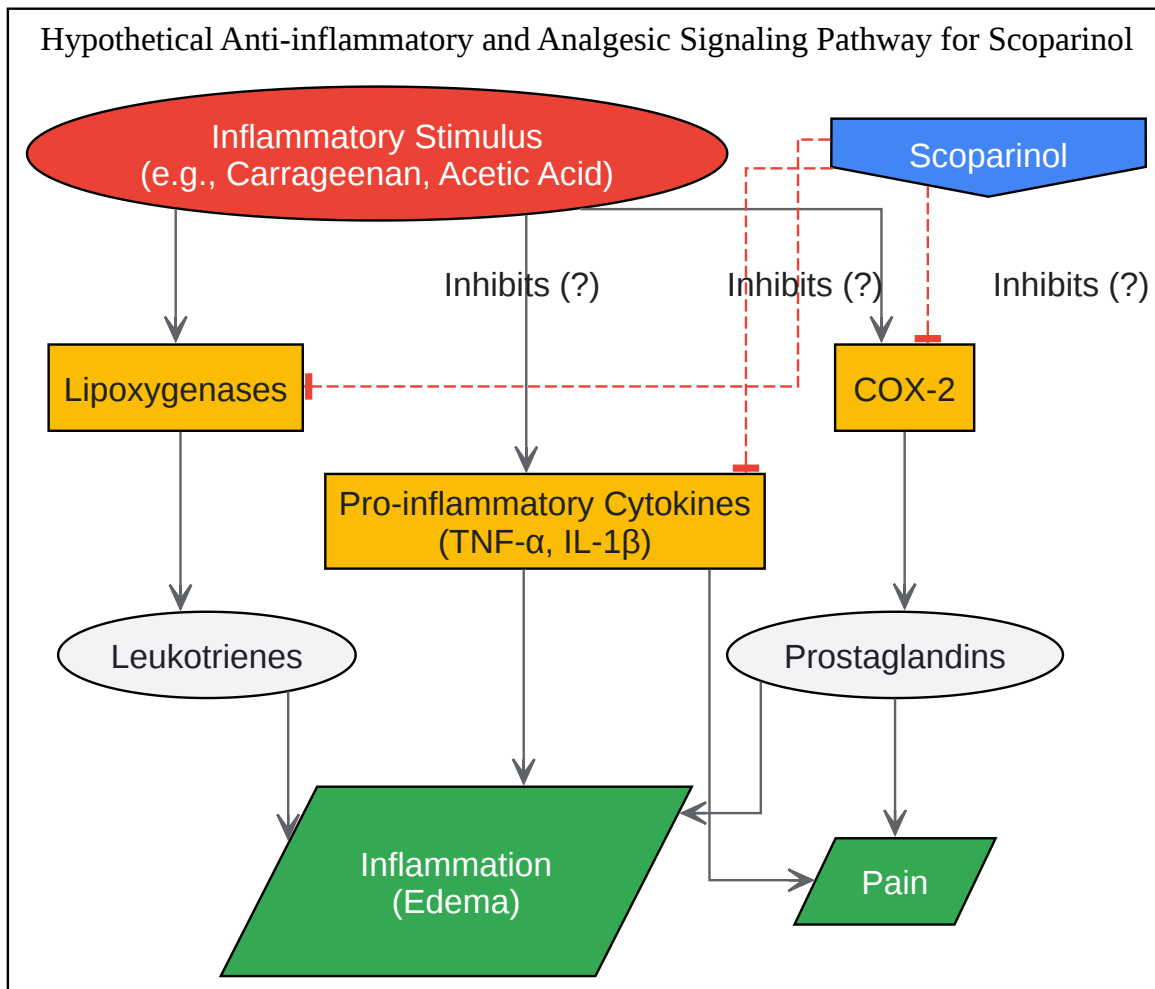 Hypothetical Anti-inflammatory and Analgesic Signaling Pathway for Scoparinol
Inflammatory Stimulus
(e.g., Carrageenan, Acetic Acid)
Scoparinol
Inhibits (?)
Inhibits (?)
Inhibits (?)
Lipoxygenases
COX-2
Pro-inflammatory Cytokines
(TNF-α, IL-1β)
Leukotrienes
Prostaglandins
Inflammation
(Edema)
Pain